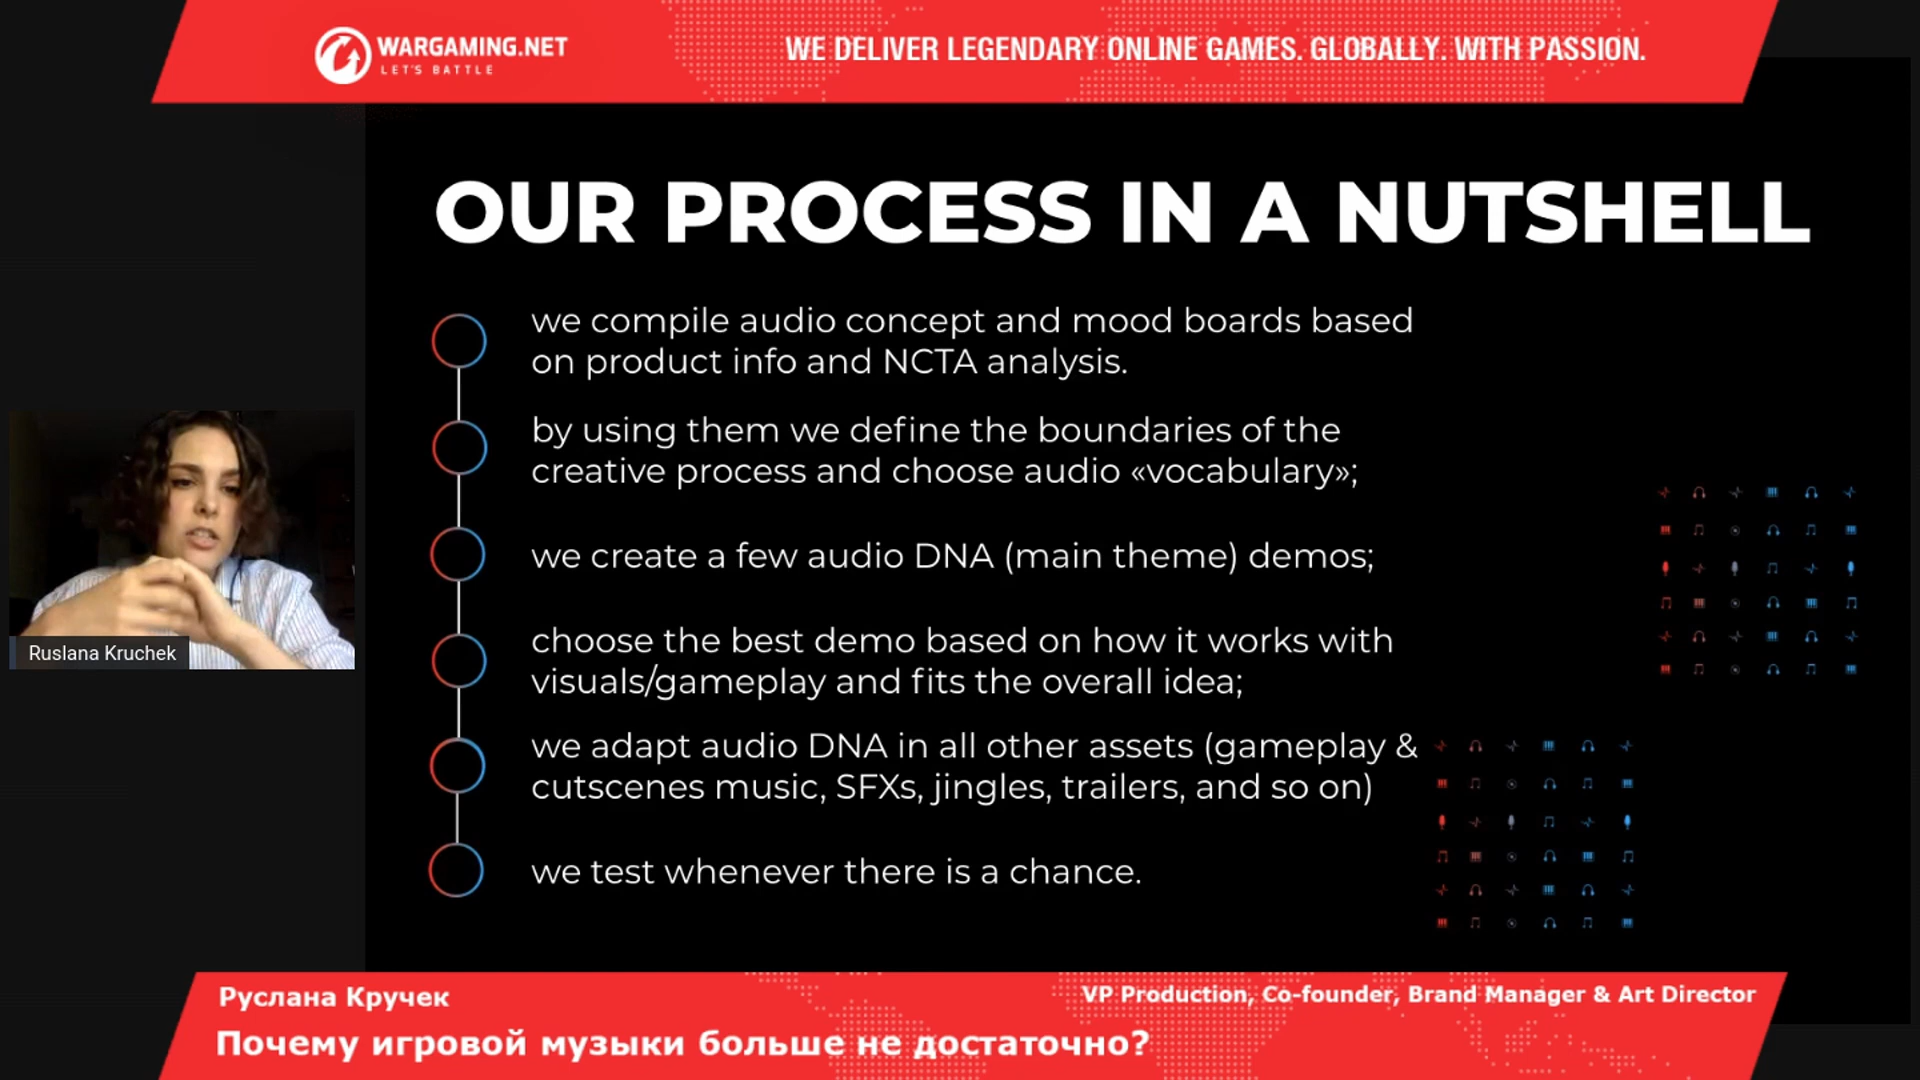 WARGAMING.NET
LET'S BATTLE
WE DELIVER LEGENDARY ONLINE GAMES. GLOBALLY. WITH PASSION.
OUR PROCESS IN A NUTSHELL
we compile audio concept and mood boards based
on product info and NCTA analysis.
by using them we define the boundaries of the
creative process and choose audio «vocabulary»;
we create a few audio DNA (main theme) demos;
choose the best demo based on how it works with
visuals/gameplay and fits the overall idea;
we adapt audio DNA in all other assets (gameplay &
cutscenes music, SFXs, jingles, trailers, and so on)
we test whenever there is a chance.
Ruslana Kruchek
Руслана Кручек
VP Production, Co-founder, Brand Manager & Art Director
Почему игровой музыки больше не достаточно?